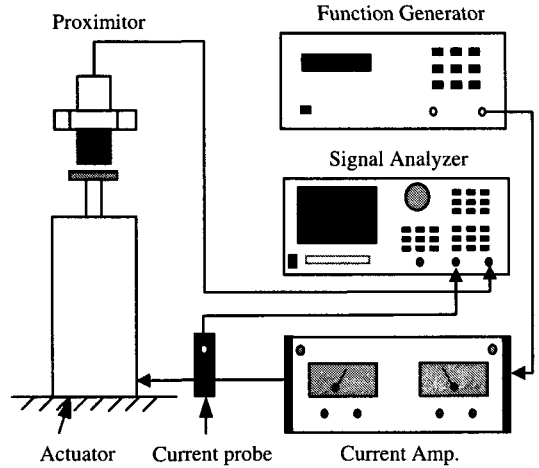 Proximitor
Function Generator
Signal Analyzer
Actuator
Current probe
Current Amp.